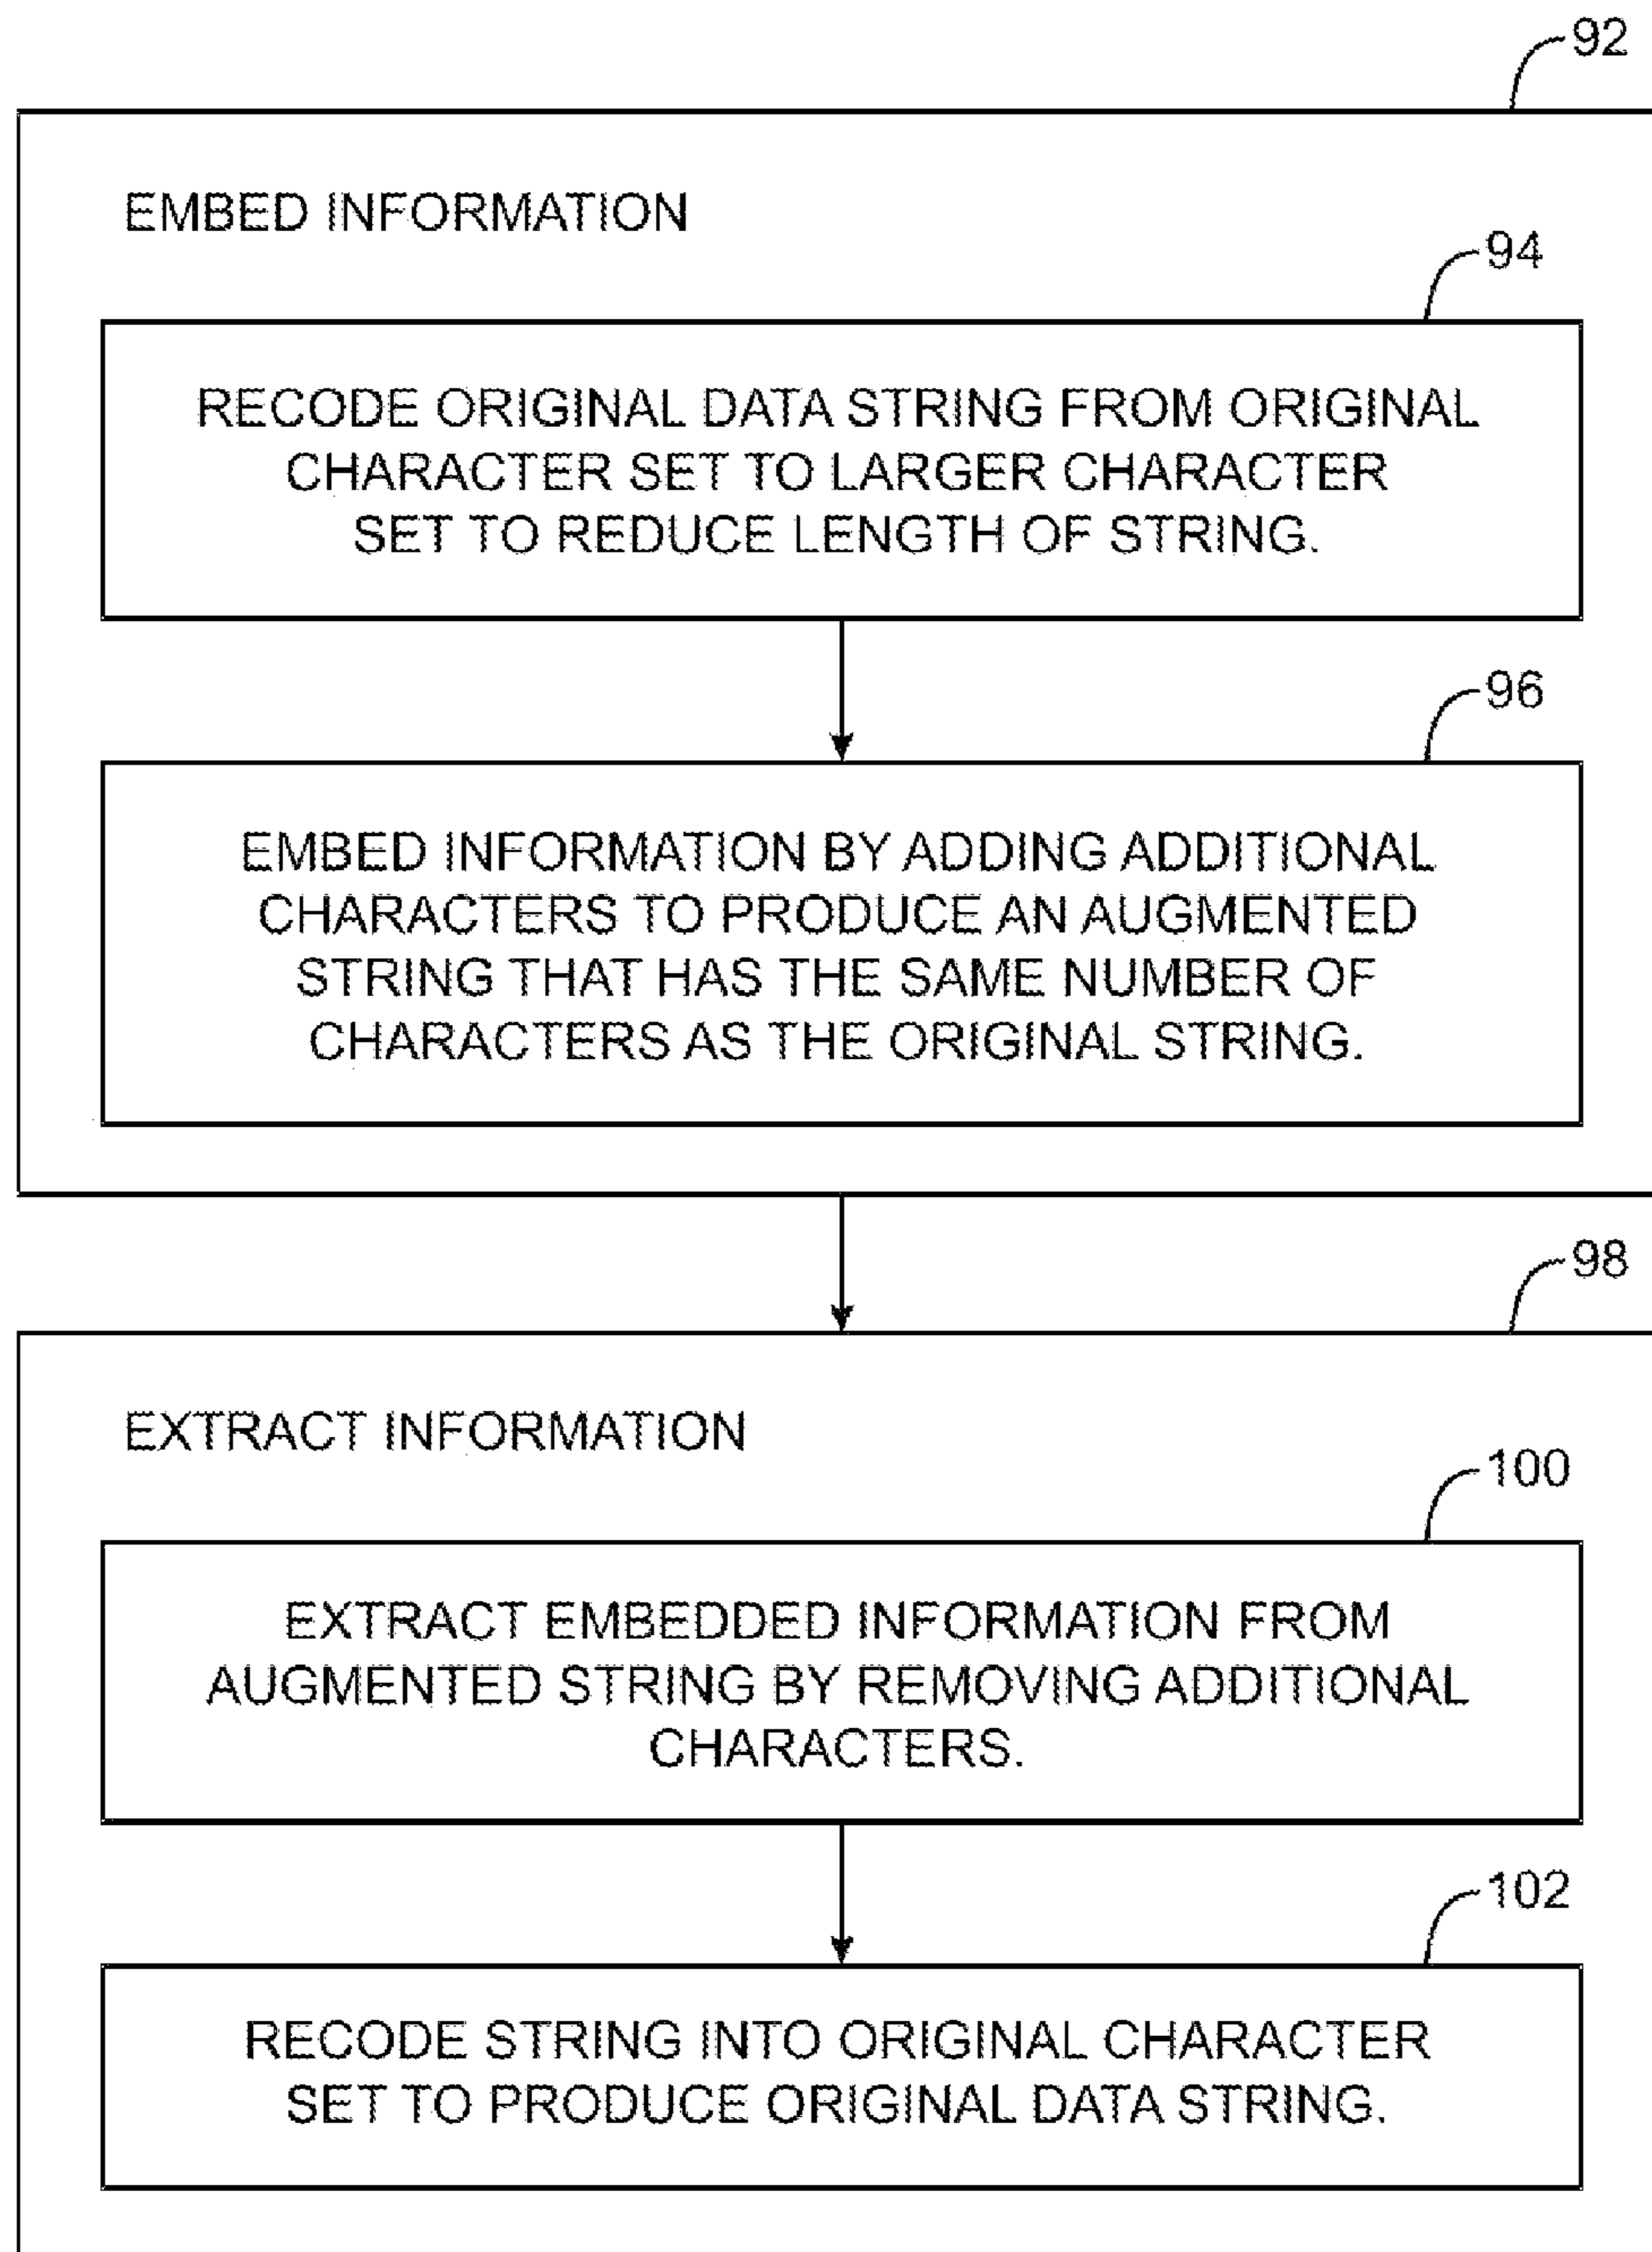 92
EMBED INFORMATION
94
RECODE ORIGINAL DATA STRING FROM ORIGINAL
CHARACTER SET TO LARGER CHARACTER
SET TO REDUCE LENGTH OF STRING.
96
EMBED INFORMATION BY ADDING ADDITIONAL
CHARACTERS TO PRODUCE AN AUGMENTED
STRING THAT HAS THE SAME NUMBER OF
CHARACTERS AS THE ORIGINAL STRING.
98
EXTRACT INFORMATION
100
EXTRACT EMBEDDED INFORMATION FROM
AUGMENTED STRING BY REMOVING ADDITIONAL
CHARACTERS.
102
RECODE STRING INTO ORIGINAL CHARACTER
SET TO PRODUCE ORIGINAL DATA STRING.